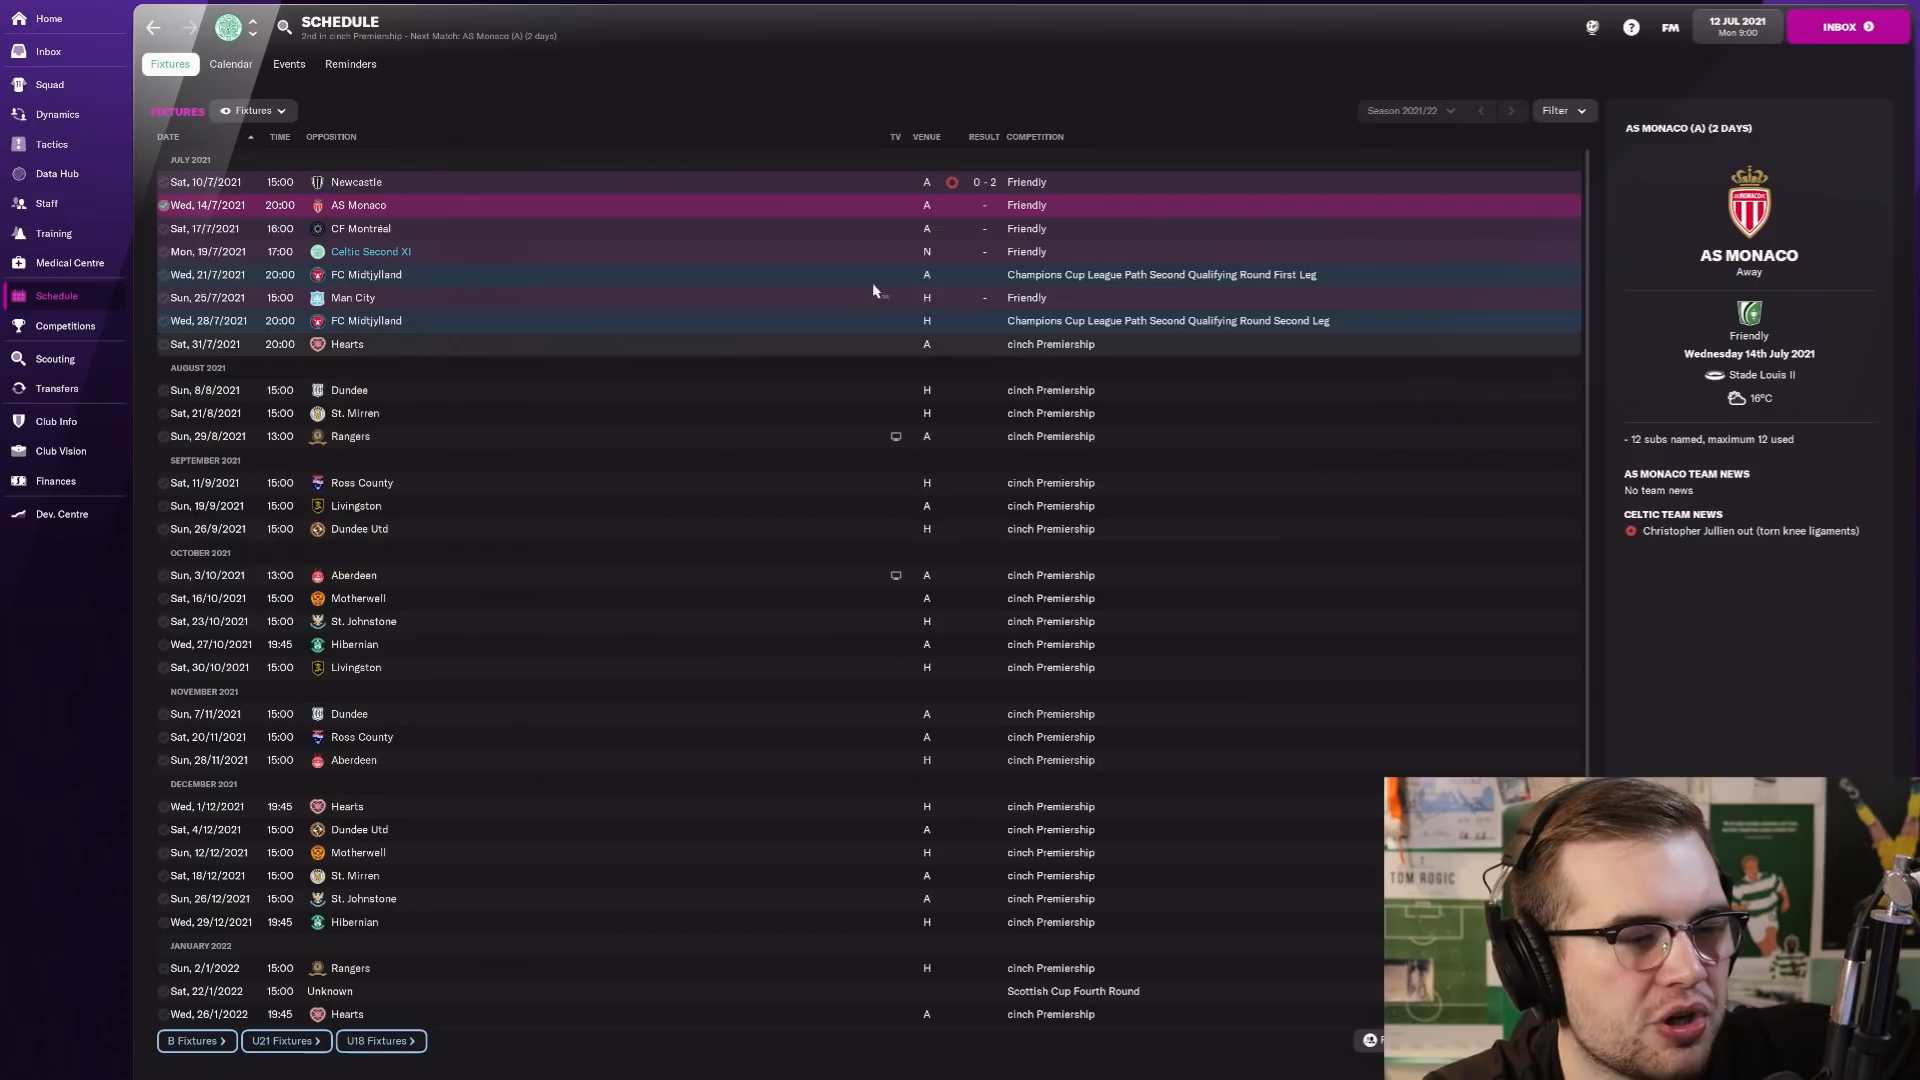 Home
Inbox
Squad
Dynamics
Tactics
Data Hub
Staff
Training
Medical Centre
Schedule
Competitions
Scouting
Transfers
Club Info
Club Vision
Finances
Dev. Centre
SCHEDULE
2nd in cinch Premiership - Next Match: AS Monaco (A) (2 days)
FM
12 JUL 2021
Mon 9:00
INBOX
Fixtures Calendar Events Reminders
FIXTURES Fixtures Season 2021/22 Filter
DATE TIME OPPOSITION TV VENUE RESULT COMPETITION
JULY 2021
Sat, 10/7/2021 15:00 Newcastle A 0 - 2 Friendly
Wed, 14/7/2021 20:00 AS Monaco A - Friendly
Sat, 17/7/2021 16:00 CF Montréal A - Friendly
Mon, 19/7/2021 17:00 Celtic Second XI N - Friendly
Wed, 21/7/2021 20:00 FC Midtjylland A Champions Cup League Path Second Qualifying Round First Leg
Sun, 25/7/2021 15:00 Man City H - Friendly
Wed, 28/7/2021 20:00 FC Midtjylland H Champions Cup League Path Second Qualifying Round Second Leg
Sat, 31/7/2021 20:00 Hearts A cinch Premiership
AUGUST 2021
Sun, 8/8/2021 15:00 Dundee H cinch Premiership
Sat, 21/8/2021 15:00 St. Mirren H cinch Premiership
Sun, 29/8/2021 13:00 Rangers A cinch Premiership
SEPTEMBER 2021
Sat, 11/9/2021 15:00 Ross County H cinch Premiership
Sun, 19/9/2021 15:00 Livingston A cinch Premiership
Sun, 26/9/2021 15:00 Dundee Utd H cinch Premiership
OCTOBER 2021
Sun, 3/10/2021 13:00 Aberdeen A cinch Premiership
Sat, 16/10/2021 15:00 Motherwell A cinch Premiership
Sat, 23/10/2021 15:00 St. Johnstone H cinch Premiership
Wed, 27/10/2021 19:45 Hibernian A cinch Premiership
Sat, 30/10/2021 15:00 Livingston H cinch Premiership
NOVEMBER 2021
Sun, 7/11/2021 15:00 Dundee A cinch Premiership
Sat, 20/11/2021 15:00 Ross County A cinch Premiership
Sun, 28/11/2021 15:00 Aberdeen H cinch Premiership
DECEMBER 2021
Wed, 1/12/2021 19:45 Hearts H cinch Premiership
Sat, 4/12/2021 15:00 Dundee Utd A cinch Premiership
Sun, 12/12/2021 15:00 Motherwell H cinch Premiership
Sat, 18/12/2021 15:00 St. Mirren A cinch Premiership
Sun, 26/12/2021 15:00 St. Johnstone A cinch Premiership
Wed, 29/12/2021 19:45 Hibernian H cinch Premiership
JANUARY 2022
Sun, 2/1/2022 15:00 Rangers H cinch Premiership
Sat, 22/1/2022 15:00 Unknown Scottish Cup Fourth Round
Wed, 26/1/2022 19:45 Hearts A cinch Premiership
B Fixtures U21 Fixtures U18 Fixtures
AS MONACO (A) (2 DAYS)
AS MONACO
Away
Friendly
Wednesday 14th July 2021
Stade Louis II
16°C
- 12 subs named, maximum 12 used
AS MONACO TEAM NEWS
No team news
CELTIC TEAM NEWS
Christopher Jullien out (torn knee ligaments)
TOM ROGIC